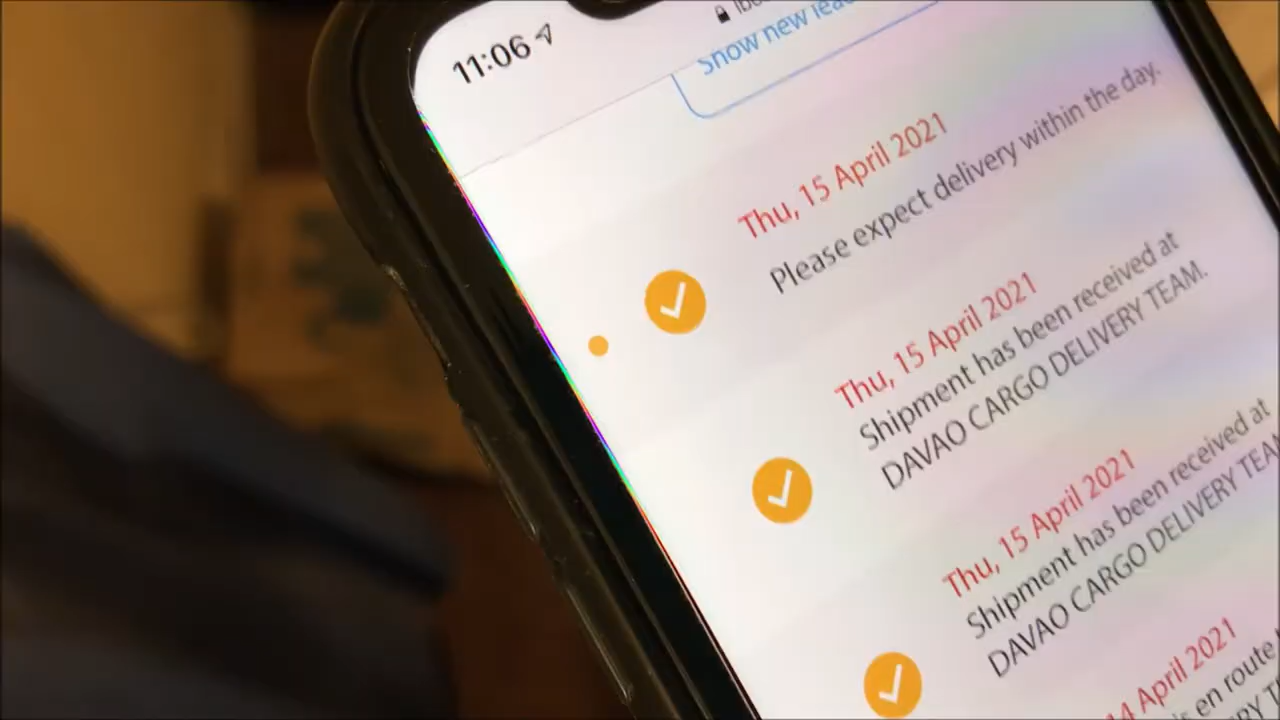 11:06
Show new
Thu, 15 April 2021
Please expect delivery within the day.
Thu, 15 April 2021
Shipment has been received at
DAVAO CARGO DELIVERY TEAM.
Thu, 15 April 2021
Shipment has been received at
DAVAO CARGO DELIVERY
April 2021
en route